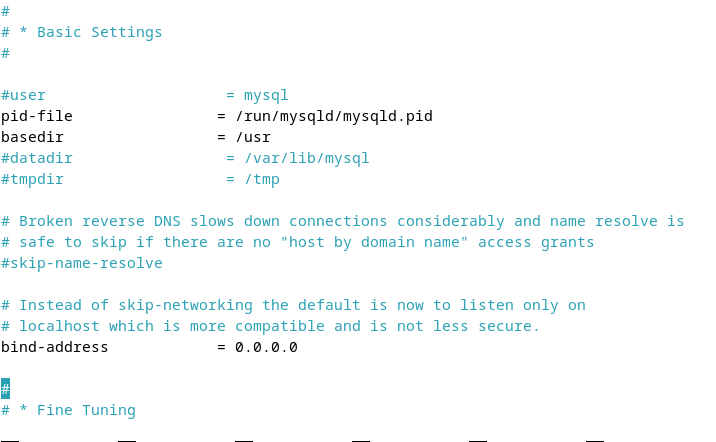 #
# * Basic Settings
#
#user                    = mysql
pid-file                = /run/mysqld/mysqld.pid
basedir                 = /usr
#datadir                 = /var/lib/mysql
#tmpdir                  = /tmp
# Broken reverse DNS slows down connections considerably and name resolve is
# safe to skip if there are no "host by domain name" access grants
#skip-name-resolve
# Instead of skip-networking the default is now to listen only on
# localhost which is more compatible and is not less secure.
bind-address            = 0.0.0.0
#
# * Fine Tuning